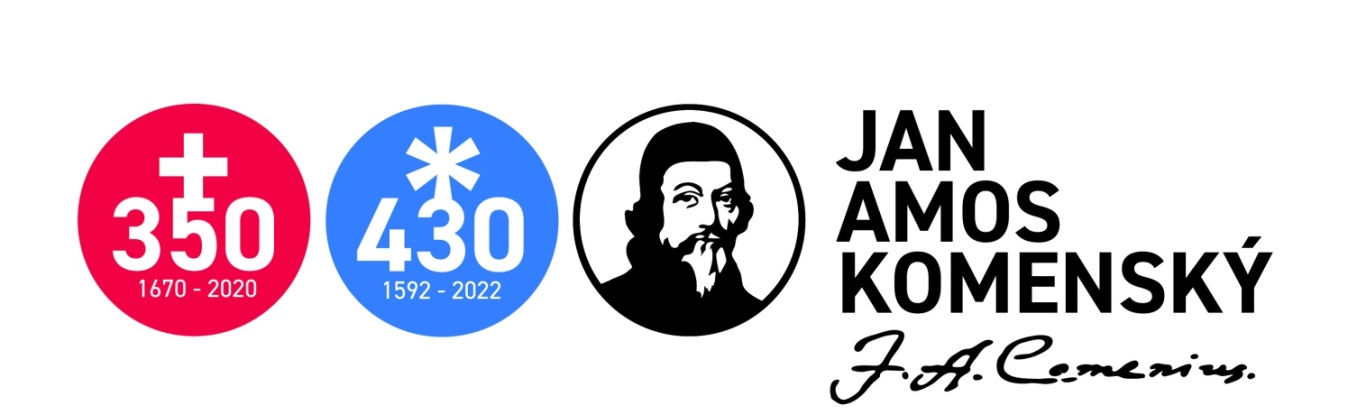 350
1670 - 2020
430
1592 - 2022
JAN
AMOS
KOMENSKÝ
J. A. Comenius.